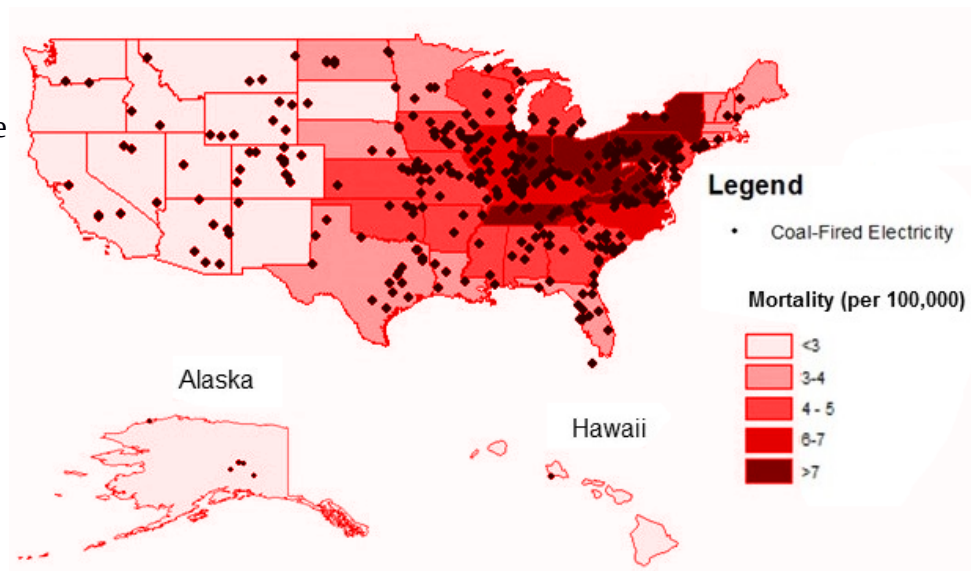 e
Legend
Coal-Fired Electricity
Mortality (per 100,000)
<3
3-4
4 - 5
6-7
>7
Alaska
Hawaii